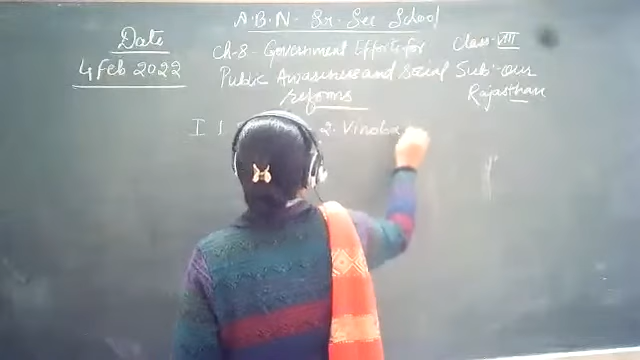 A.B.N. Sr. Sec School
Date
4 Feb 2022
Ch-8- Government Efforts for
Public Awareness and Social
reforms
Class-VIII
Sub:- our
Rajasthan
I 1 2. Vinoba